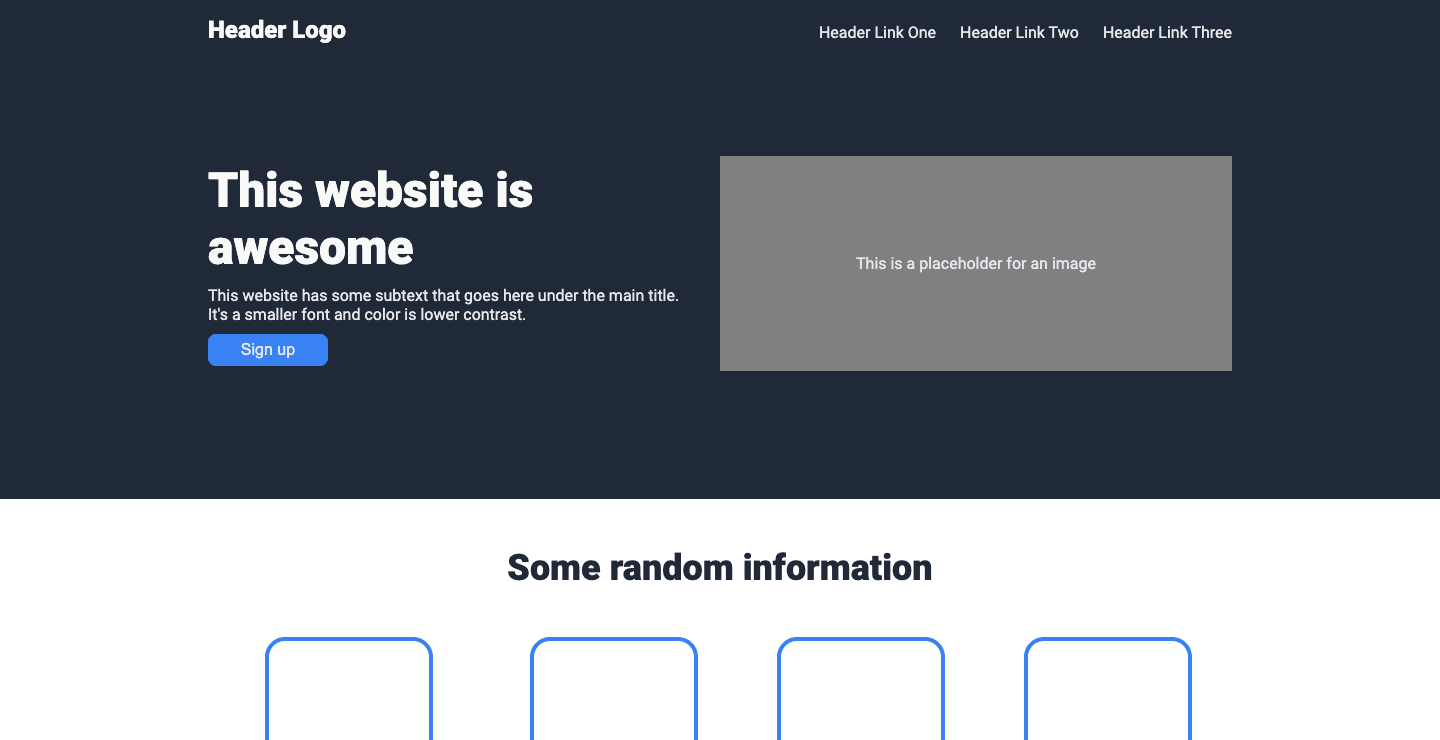 Header Logo
Header Link One
Header Link Two
Header Link Three
This website is
awesome
This website has some subtext that goes here under the main title.
It's a smaller font and color is lower contrast.
Sign up
This is a placeholder for an image
Some random information